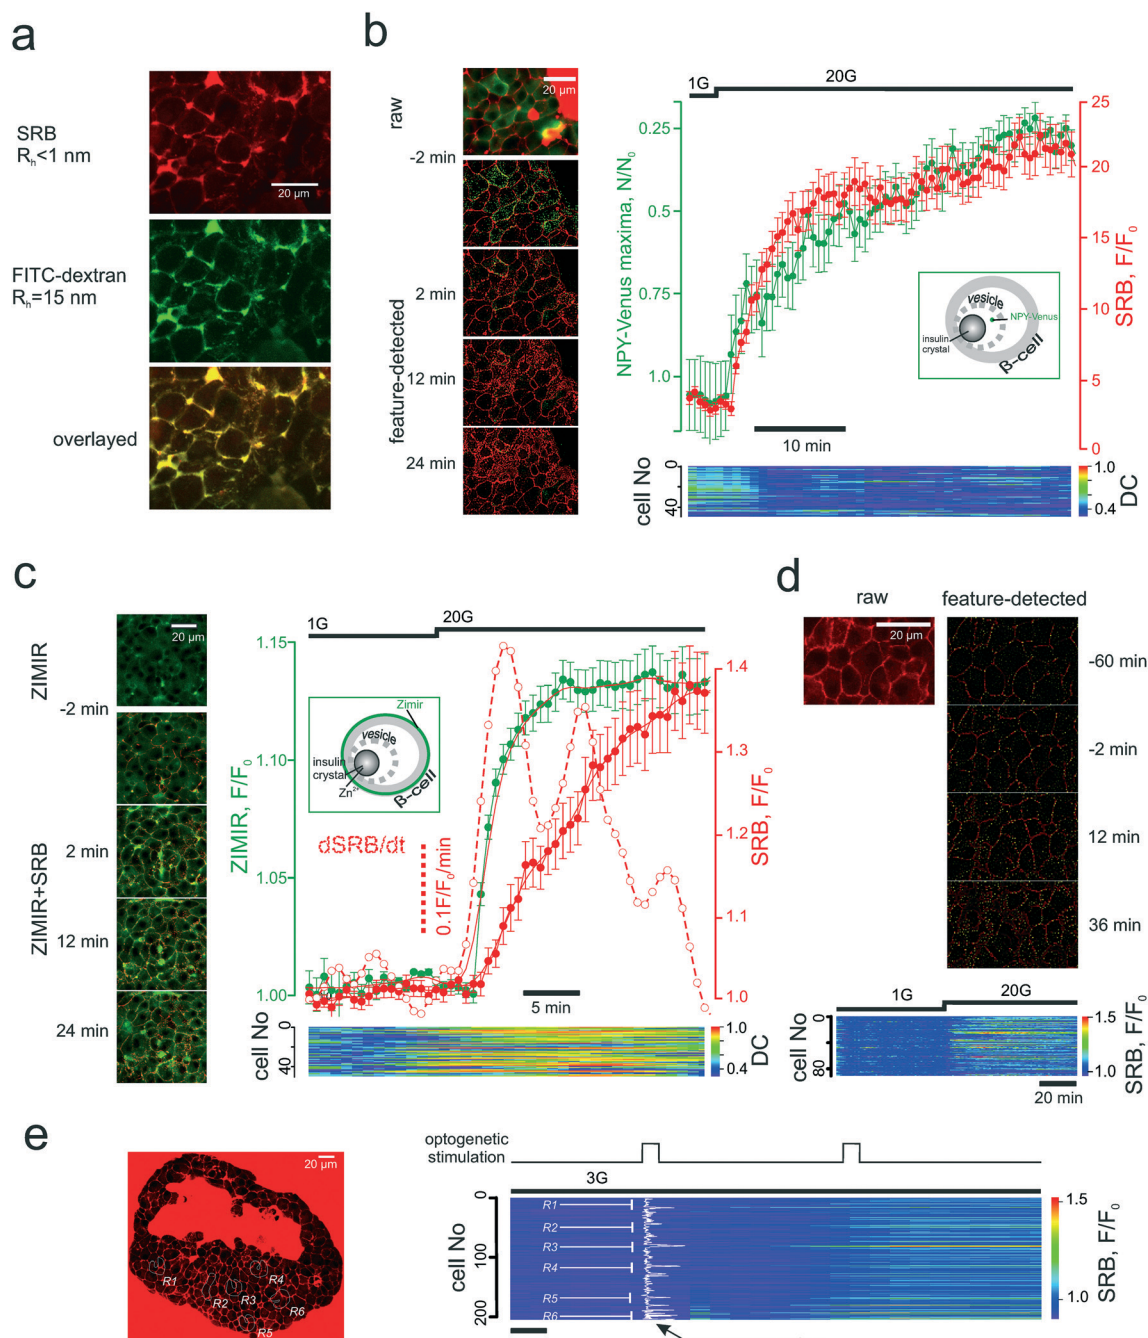 a
SRB
Rh<1 nm
20 µm
FITC-dextran
Rh=15 nm
overlayed
b
raw
20 µm
-2 min
2 min
12 min
24 min
feature-detected
1G
20G
NPY-Venus maxima, N/N0
0.25
0.5
0.75
1.0
25
20
15
10
5
0
SRB, F/F0
vesicle
NPY-Venus
insulin
crystal
β-cell
10 min
cell No
0
40
1.0
0.4
DC
c
ZIMIR
20 µm
-2 min
ZIMIR+SRB
2 min
12 min
24 min
1G
20G
ZIMIR, F/F0
1.15
1.10
1.05
1.00
Zimir
vesicle
insulin
crystal
Zn2+
β-cell
dSRB/dt
0.1F/F0/min
5 min
1.4
1.3
1.2
1.1
1.0
SRB, F/F0
cell No
0
40
1.0
0.4
DC
d
raw
feature-detected
20 µm
-60 min
-2 min
12 min
36 min
1G
20G
cell No
0
80
1.5
1.0
SRB, F/F0
20 min
e
20 µm
R1
R2
R3
R4
R5
R6
optogenetic
stimulation
3G
cell No
0
100
200
R1
R2
R3
R4
R5
R6
1.5
1.0
SRB, F/F0